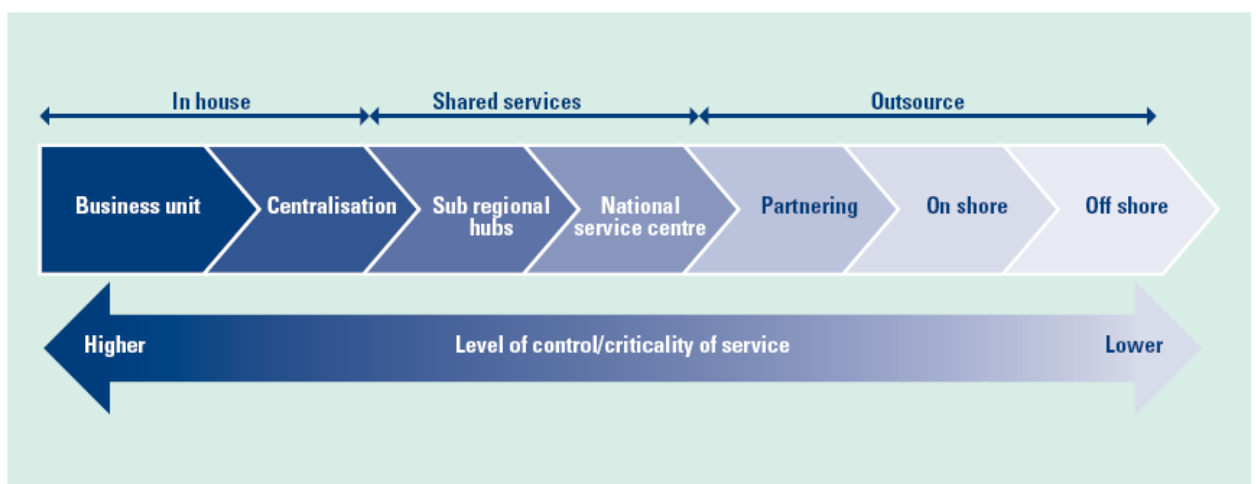 In house
Shared services
Outsource
Business unit
Centralisation
Sub regional
hubs
National
service centre
Partnering
On shore
Off shore
Higher
Level of control/criticality of service
Lower